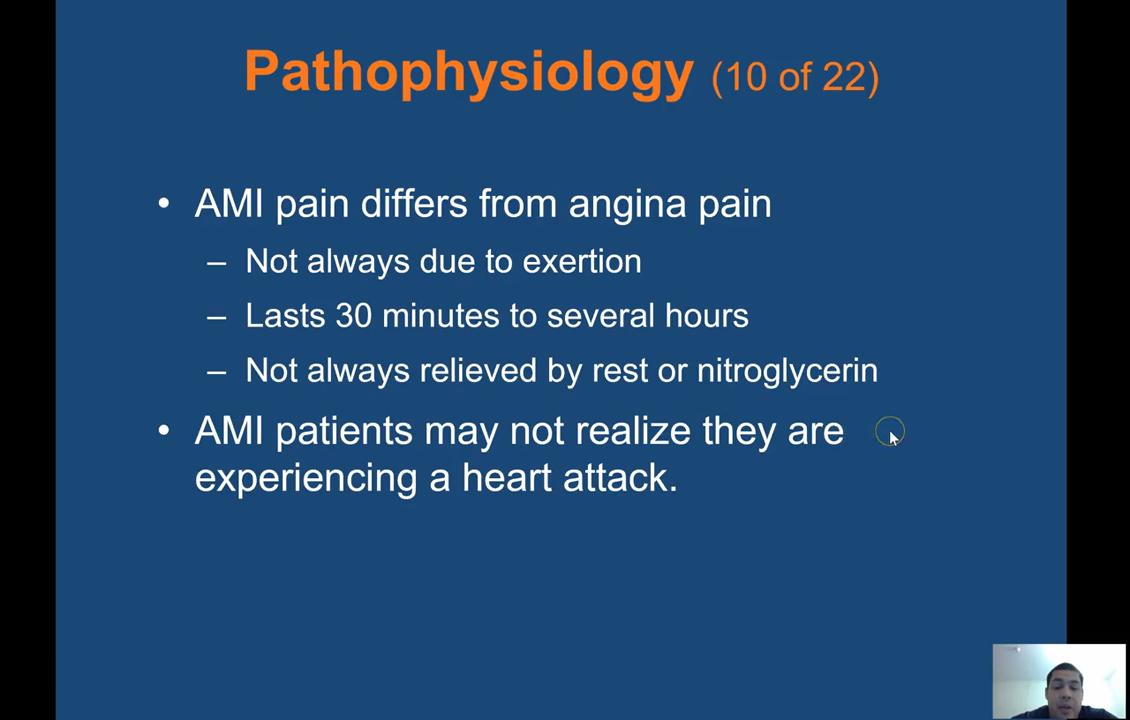 Pathophysiology (10 of 22)
• AMI pain differs from angina pain
– Not always due to exertion
– Lasts 30 minutes to several hours
– Not always relieved by rest or nitroglycerin
• AMI patients may not realize they are
experiencing a heart attack.